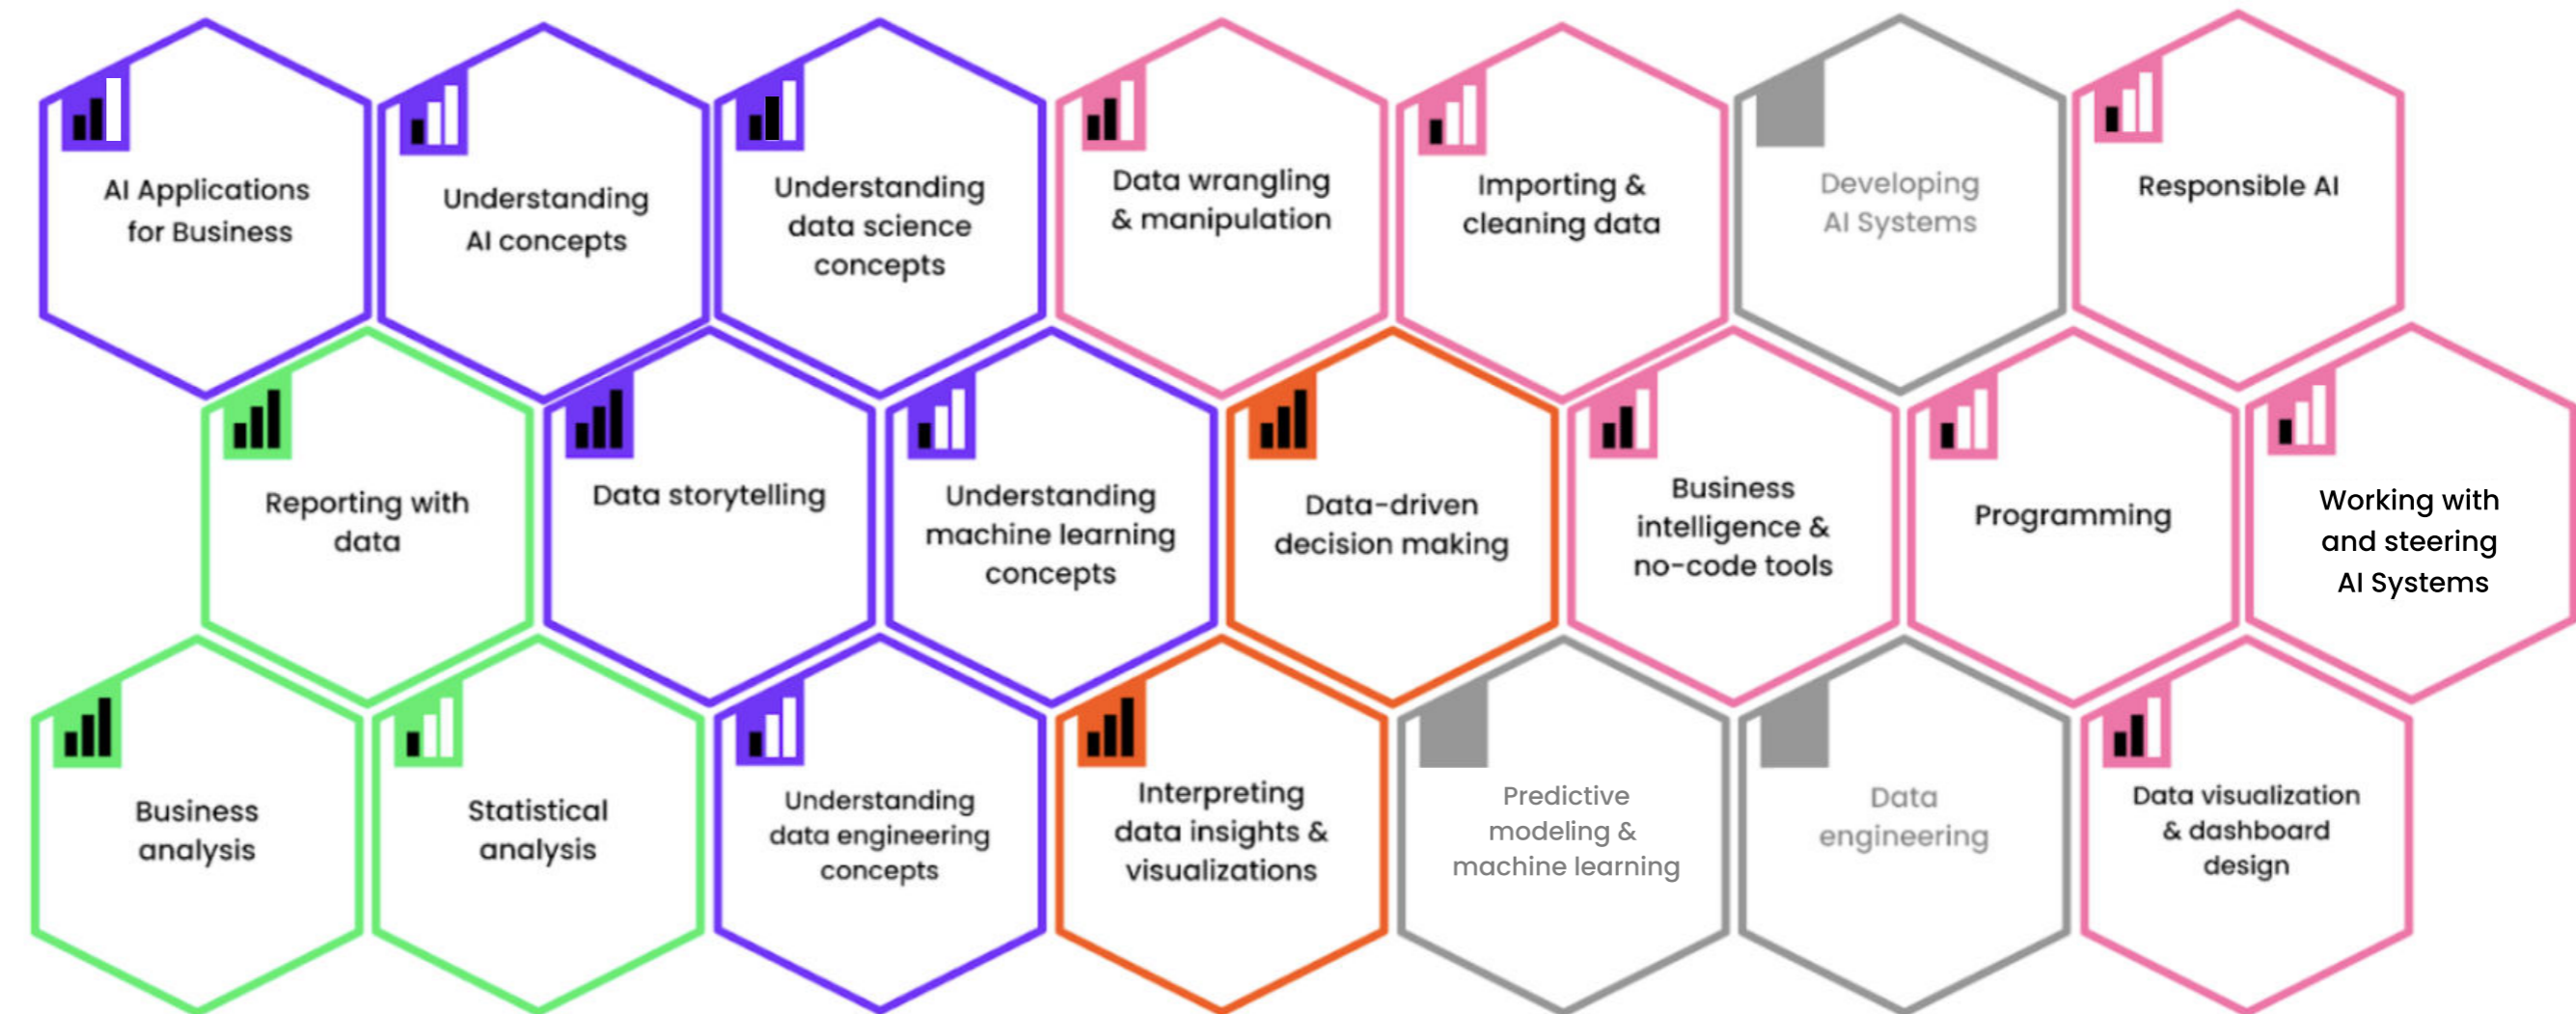 AI Applications
for Business
Understanding
AI concepts
Understanding
data science
concepts
Data wrangling
& manipulation
Importing &
cleaning data
Developing
AI Systems
Responsible AI
Reporting with
data
Data storytelling
Understanding
machine learning
concepts
Data-driven
decision making
Business
intelligence &
no-code tools
Programming
Working with
and steering
AI Systems
Business
analysis
Statistical
analysis
Understanding
data engineering
concepts
Interpreting
data insights &
visualizations
Predictive
modeling &
machine learning
Data
engineering
Data visualization
& dashboard
design